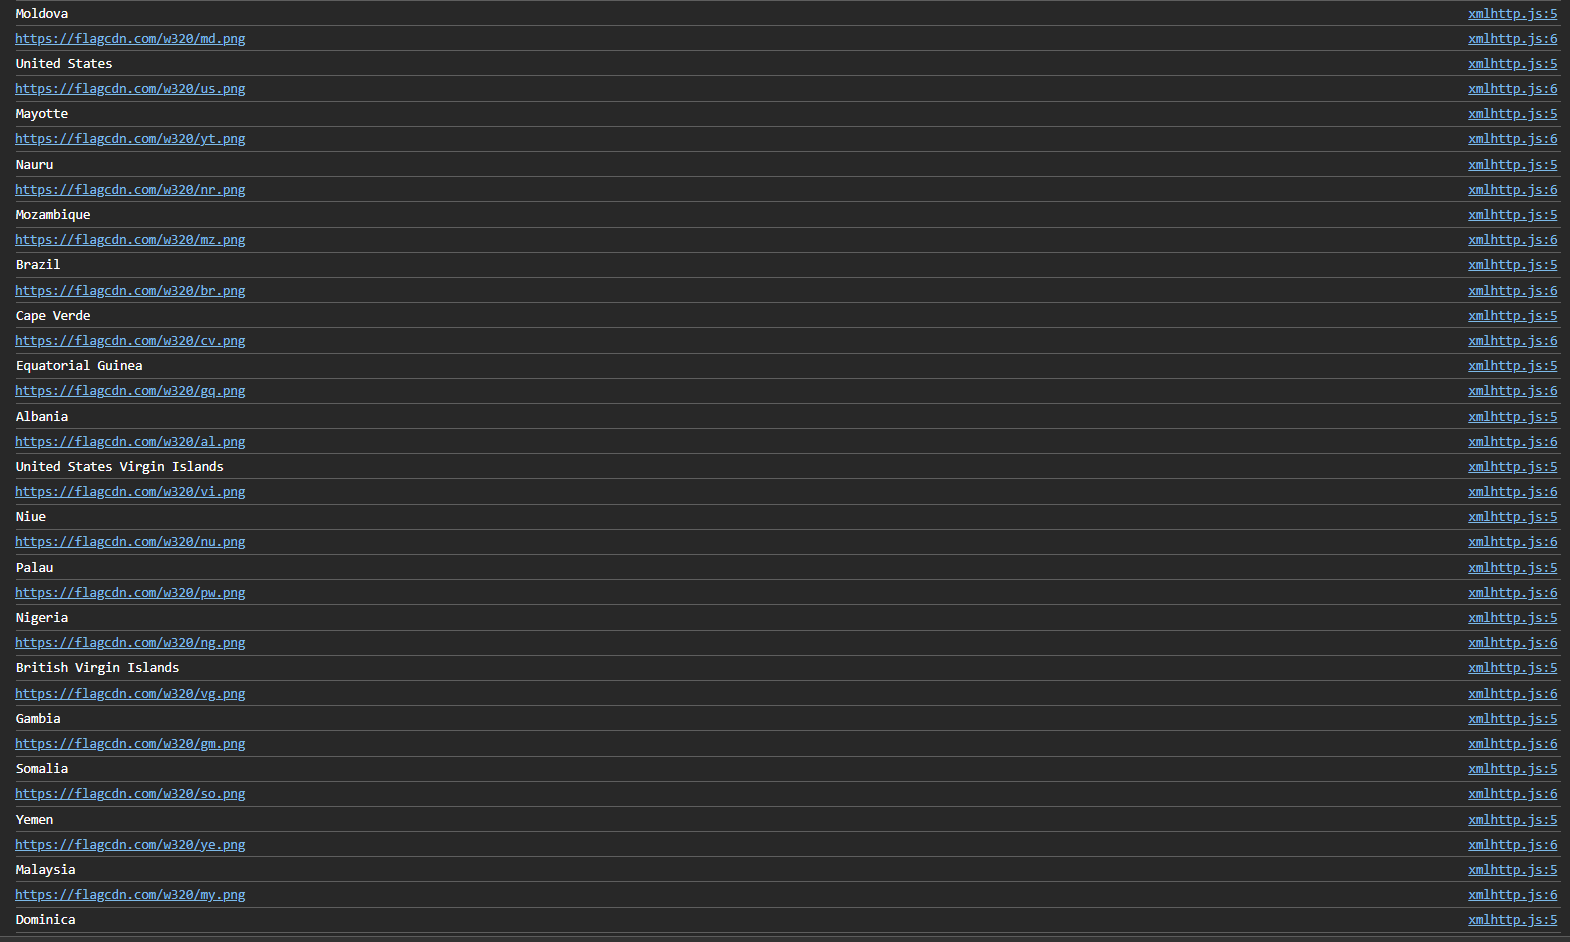 Moldova xmlhttp.js:5
https://flagcdn.com/w320/md.png xmlhttp.js:6
United States xmlhttp.js:5
https://flagcdn.com/w320/us.png xmlhttp.js:6
Mayotte xmlhttp.js:5
https://flagcdn.com/w320/yt.png xmlhttp.js:6
Nauru xmlhttp.js:5
https://flagcdn.com/w320/nr.png xmlhttp.js:6
Mozambique xmlhttp.js:5
https://flagcdn.com/w320/mz.png xmlhttp.js:6
Brazil xmlhttp.js:5
https://flagcdn.com/w320/br.png xmlhttp.js:6
Cape Verde xmlhttp.js:5
https://flagcdn.com/w320/cv.png xmlhttp.js:6
Equatorial Guinea xmlhttp.js:5
https://flagcdn.com/w320/gq.png xmlhttp.js:6
Albania xmlhttp.js:5
https://flagcdn.com/w320/al.png xmlhttp.js:6
United States Virgin Islands xmlhttp.js:5
https://flagcdn.com/w320/vi.png xmlhttp.js:6
Niue xmlhttp.js:5
https://flagcdn.com/w320/nu.png xmlhttp.js:6
Palau xmlhttp.js:5
https://flagcdn.com/w320/pw.png xmlhttp.js:6
Nigeria xmlhttp.js:5
https://flagcdn.com/w320/ng.png xmlhttp.js:6
British Virgin Islands xmlhttp.js:5
https://flagcdn.com/w320/vg.png xmlhttp.js:6
Gambia xmlhttp.js:5
https://flagcdn.com/w320/gm.png xmlhttp.js:6
Somalia xmlhttp.js:5
https://flagcdn.com/w320/so.png xmlhttp.js:6
Yemen xmlhttp.js:5
https://flagcdn.com/w320/ye.png xmlhttp.js:6
Malaysia xmlhttp.js:5
https://flagcdn.com/w320/my.png xmlhttp.js:6
Dominica xmlhttp.js:5